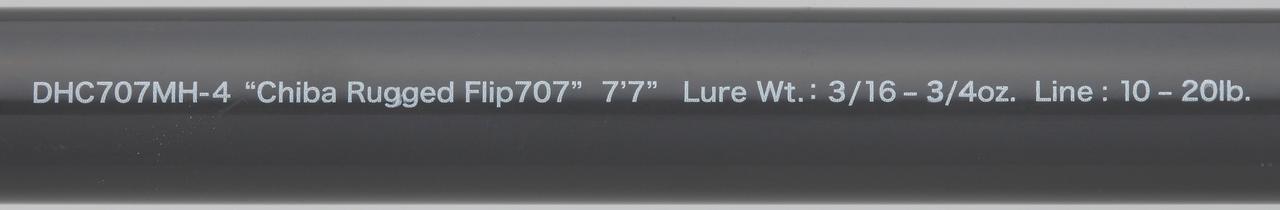 DHC707MH-4 “Chiba Rugged Flip707” 7’7” Lure Wt.: 3/16 – 3/4oz. Line : 10 – 20lb.